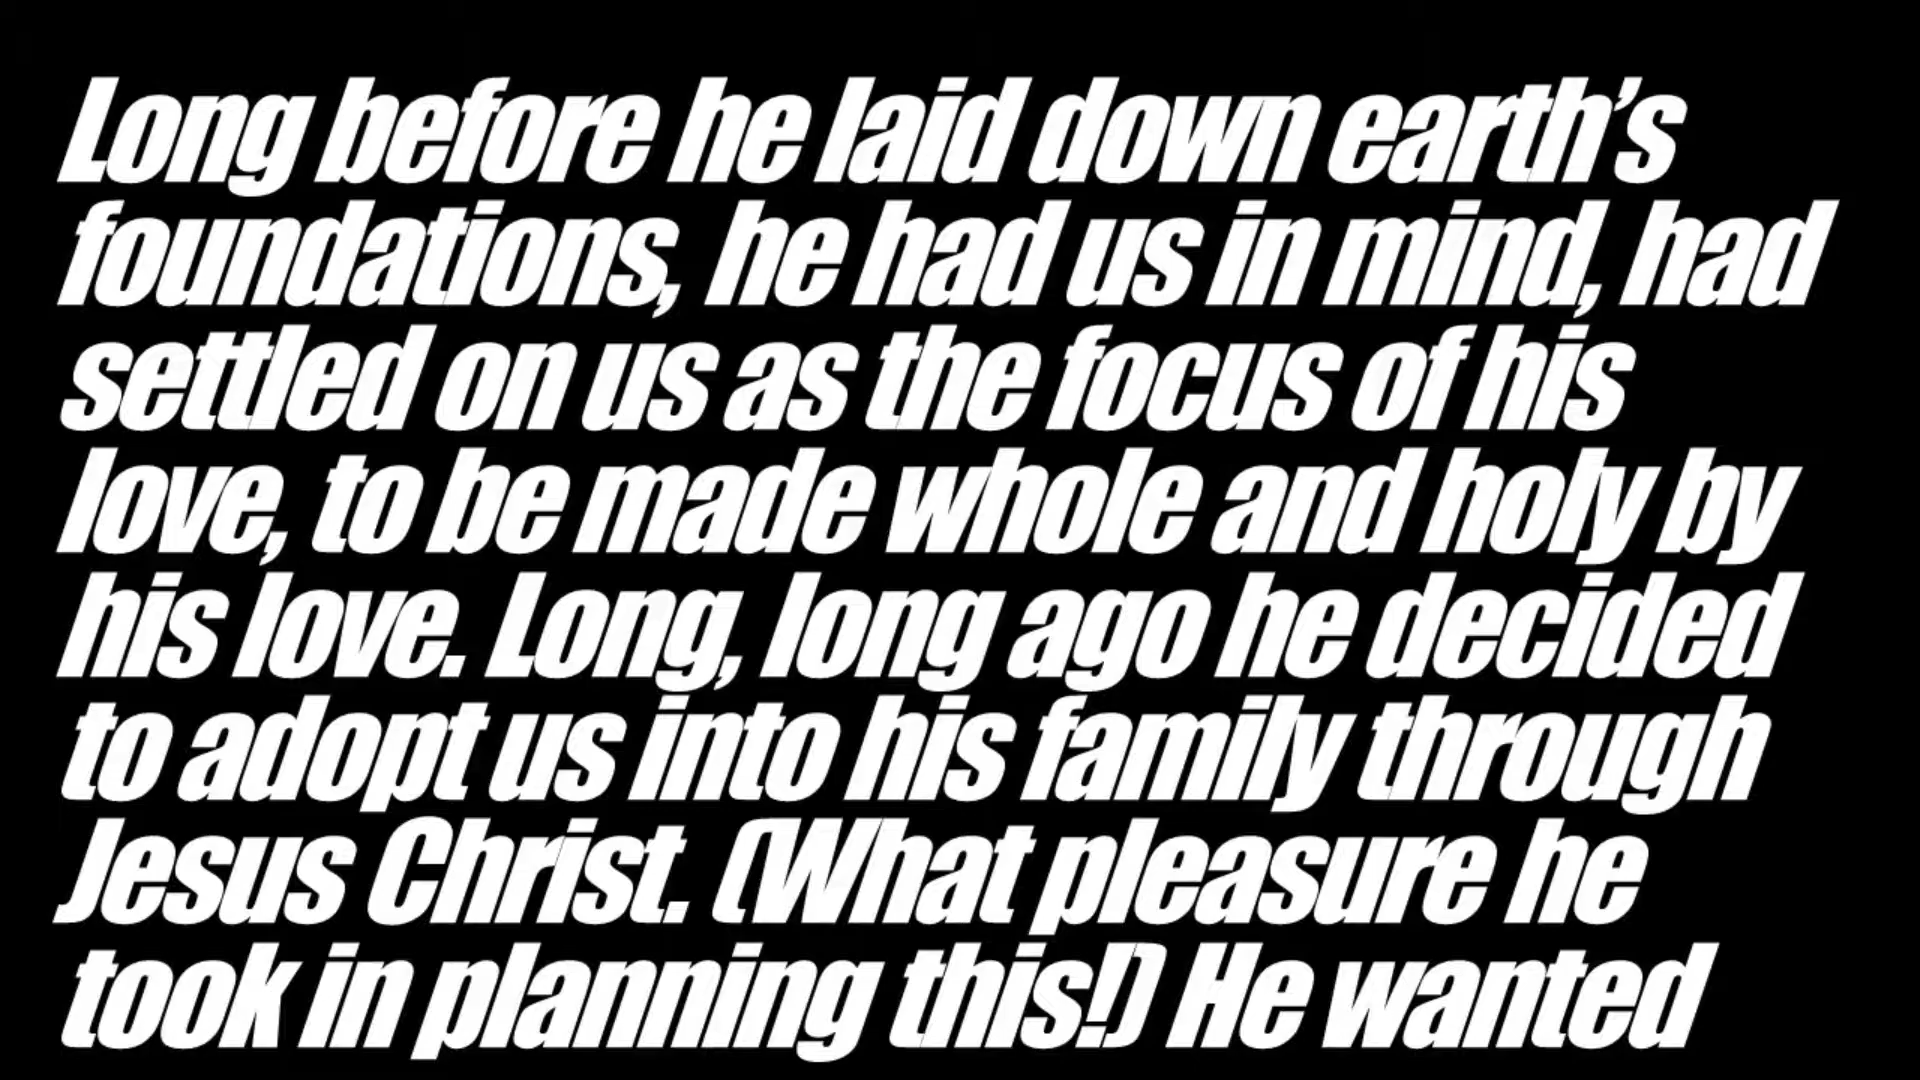 Long before he laid down earth’s
foundations, he had us in mind, had
settled on us as the focus of his
love, to be made whole and holy by
his love. Long, long ago he decided
to adopt us into his family through
Jesus Christ. (What pleasure he
took in planning this!) He wanted